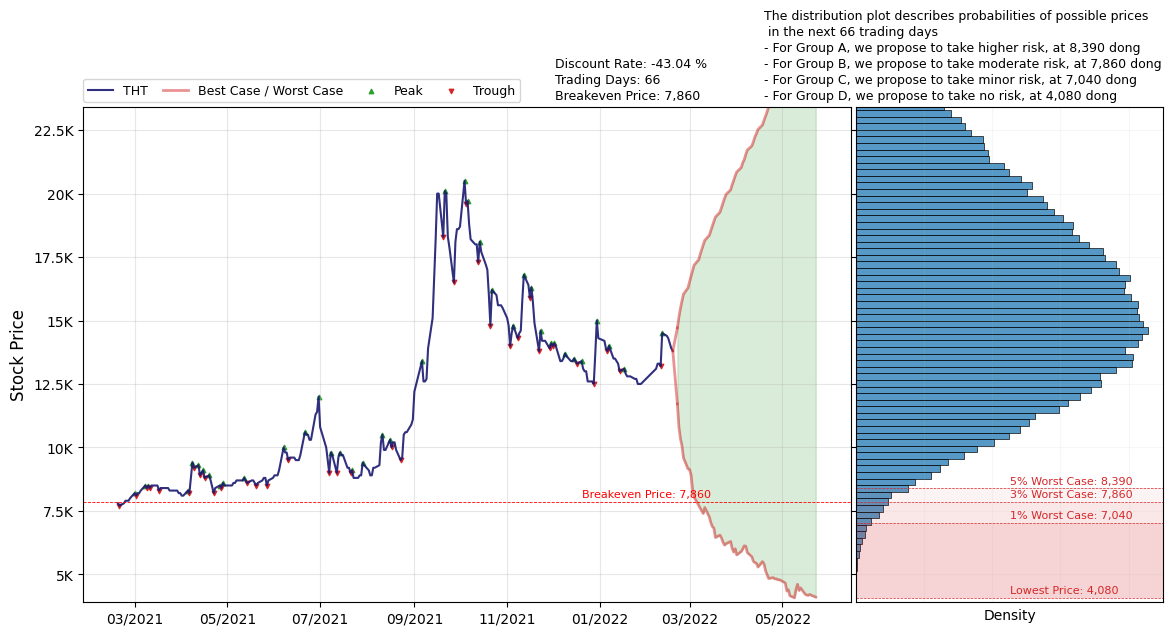 The distribution plot describes probabilities of possible prices
in the next 66 trading days
- For Group A, we propose to take higher risk, at 8,390 dong
- For Group B, we propose to take moderate risk, at 7,860 dong
- For Group C, we propose to take minor risk, at 7,040 dong
- For Group D, we propose to take no risk, at 4,080 dong
Discount Rate: -43.04 %
Trading Days: 66
Breakeven Price: 7,860
THT
Best Case / Worst Case
Peak
Trough
Stock Price
22.5K
20K
17.5K
15K
12.5K
10K
7.5K
5K
Breakeven Price: 7,860
5% Worst Case: 8,390
3% Worst Case: 7,860
1% Worst Case: 7,040
Lowest Price: 4,080
03/2021
05/2021
07/2021
09/2021
11/2021
01/2022
03/2022
05/2022
Density